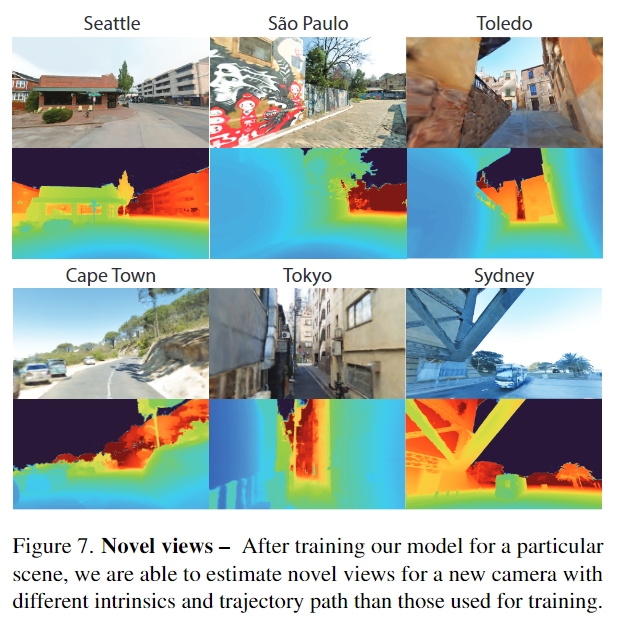 Seattle São Paulo Toledo
Cape Town Tokyo Sydney
Figure 7. Novel views – After training our model for a particular
scene, we are able to estimate novel views for a new camera with
different intrinsics and trajectory path than those used for training.